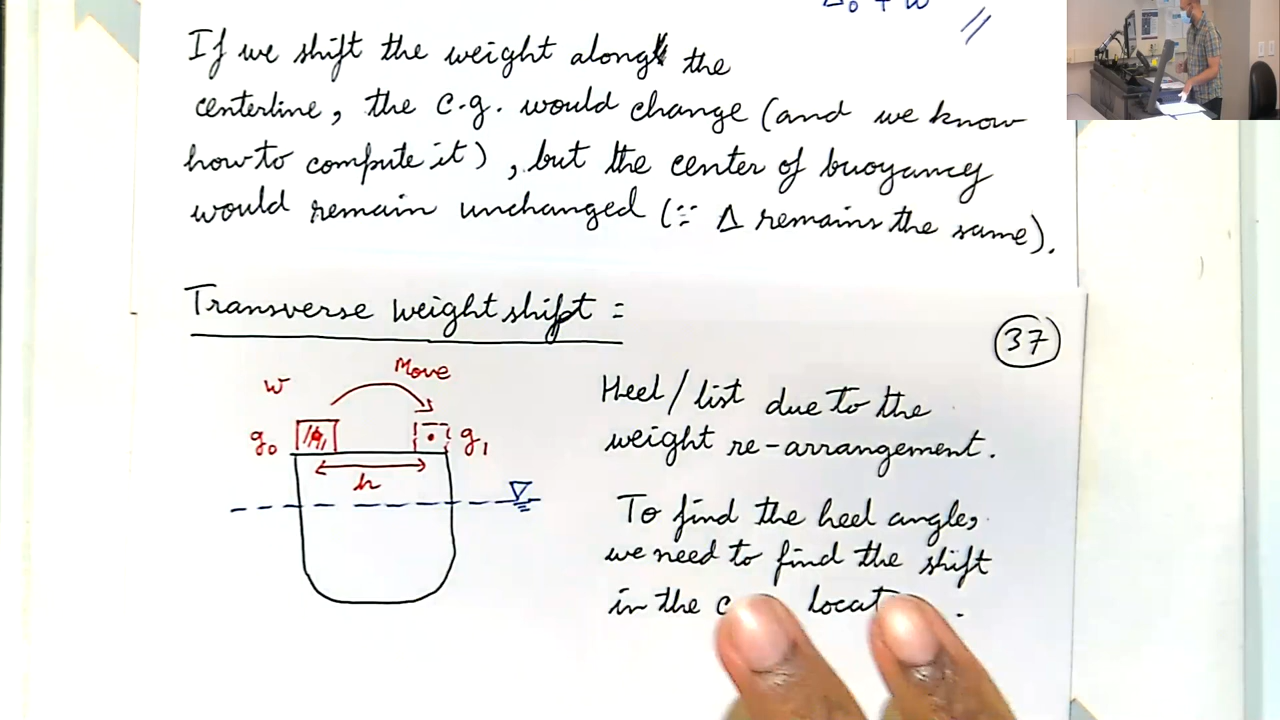 Δ₀ + w
If we shift the weight along the
centerline, the c.g. would change (and we know
how to compute it), but the center of buoyancy
would remain unchanged (∵ Δ remains the same).
Transverse weight shift :
37
w
Move
g₀
g₁
h
Heel/list due to the
weight re-arrangement.
To find the heel angle,
we need to find the shift
in the